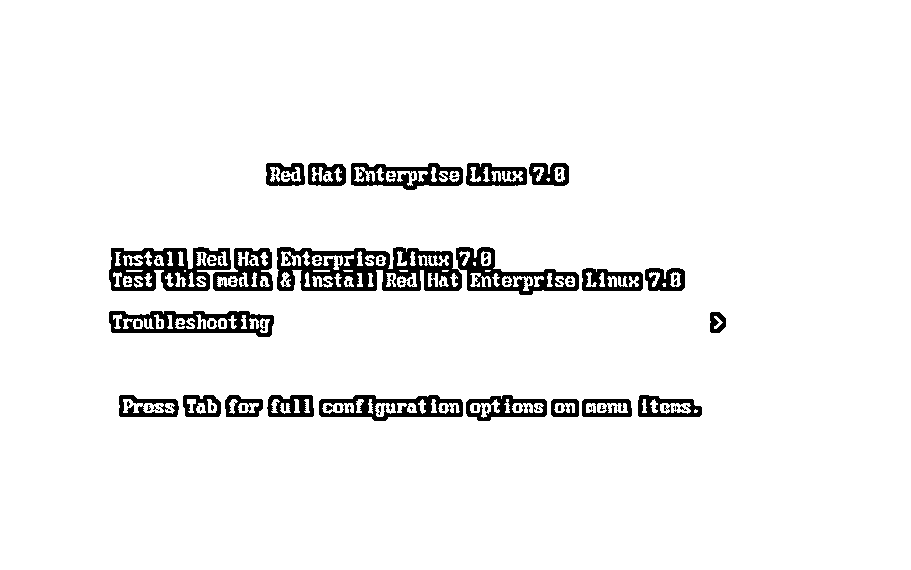 Red Hat Enterprise Linux 7.0
Install Red Hat Enterprise Linux 7.0
Test this media & install Red Hat Enterprise Linux 7.0
Troubleshooting >
Press Tab for full configuration options on menu items.